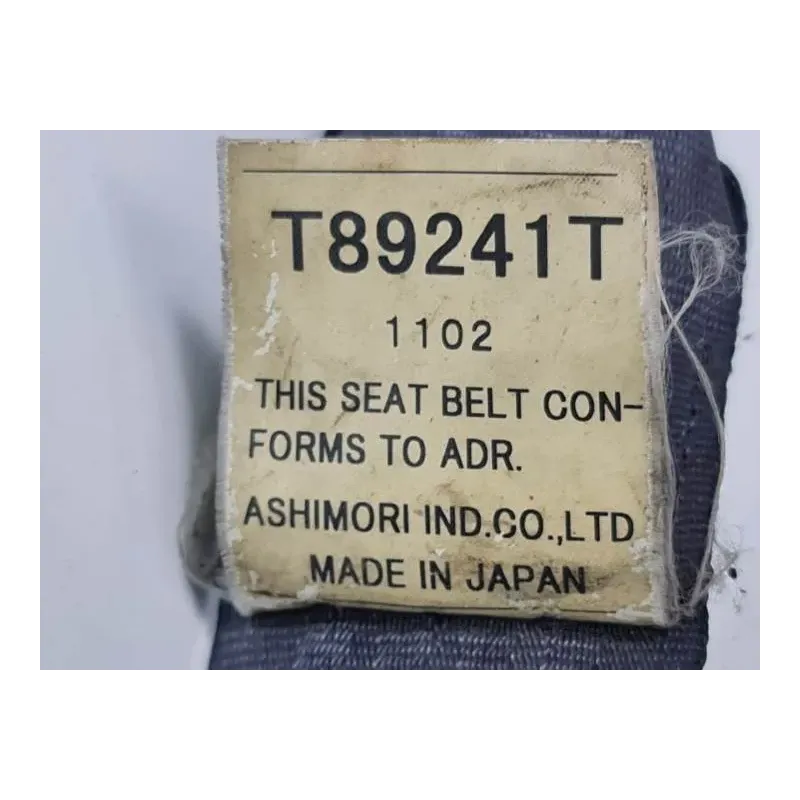 T89241T
1102
THIS SEAT BELT CON-
FORMS TO ADR.
ASHIMORI IND.CO.,LTD
MADE IN JAPAN